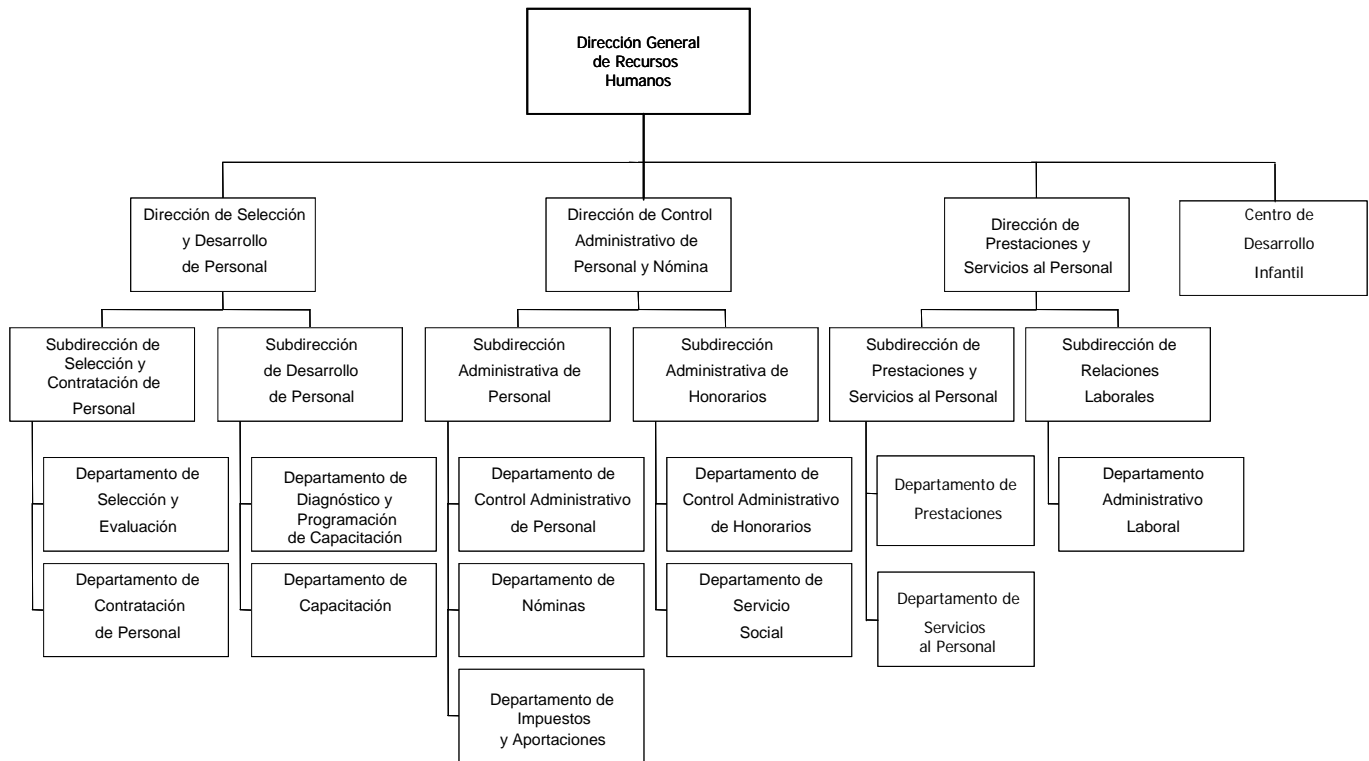 Dirección General
de Recursos
Humanos
Dirección de Selección
y Desarrollo
de Personal
Dirección de Control
Administrativo de
Personal y Nómina
Dirección de
Prestaciones y
Servicios al Personal
Centro de
Desarrollo
Infantil
Subdirección de
Selección y
Contratación de
Personal
Subdirección
de Desarrollo
de Personal
Subdirección
Administrativa de
Personal
Subdirección
Administrativa de
Honorarios
Subdirección de
Prestaciones y
Servicios al Personal
Subdirección de
Relaciones
Laborales
Departamento de
Selección y
Evaluación
Departamento de
Diagnóstico y
Programación
de Capacitación
Departamento de
Control Administrativo
de Personal
Departamento de
Control Administrativo
de Honorarios
Departamento de
Prestaciones
Departamento
Administrativo
Laboral
Departamento de
Contratación
de Personal
Departamento de
Capacitación
Departamento de
Nóminas
Departamento de
Servicio
Social
Departamento de
Servicios
al Personal
Departamento de
Impuestos
y Aportaciones